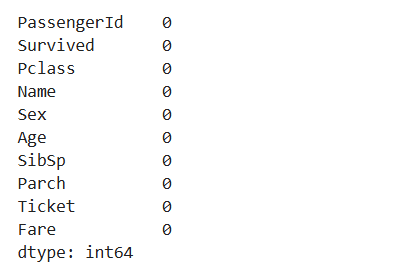 PassengerId    0
Survived       0
Pclass         0
Name           0
Sex            0
Age            0
SibSp          0
Parch          0
Ticket         0
Fare           0
dtype: int64